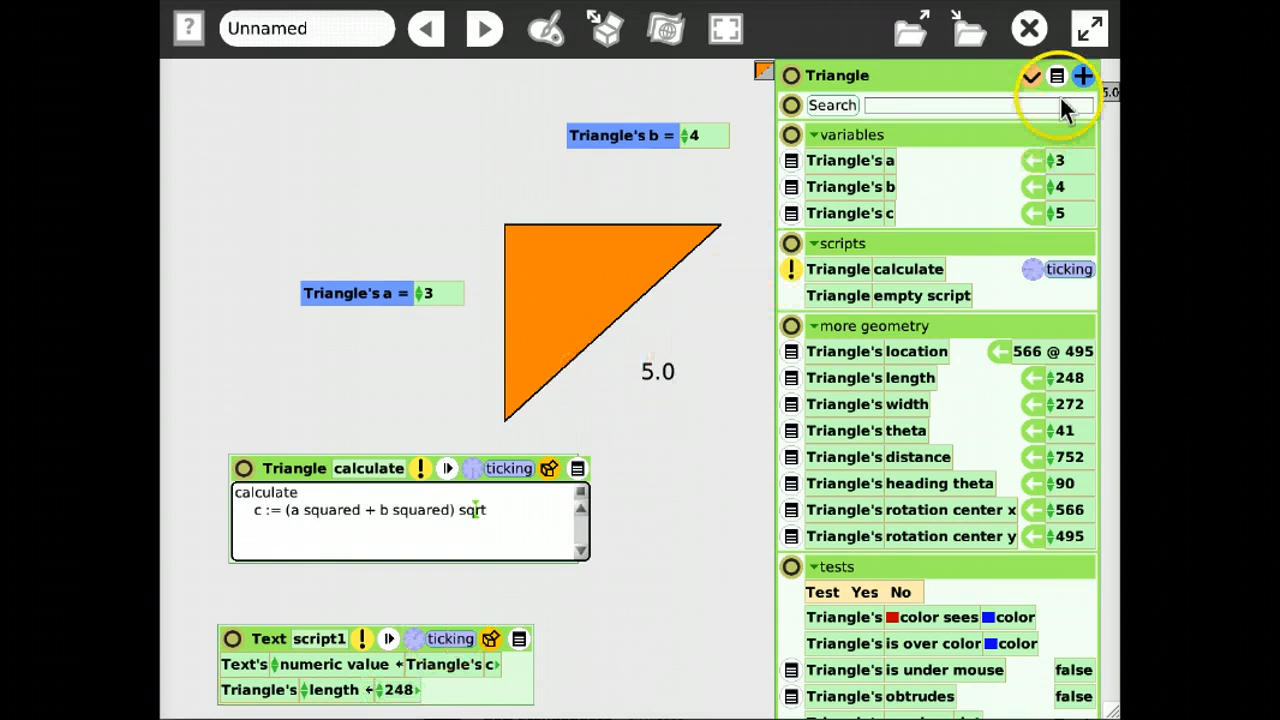 ? Unnamed
Triangle
5.0
Search
Triangle's b = 4
variables
Triangle's a 3
Triangle's b 4
Triangle's c 5
scripts
Triangle calculate ticking
Triangle empty script
Triangle's a = 3
more geometry
Triangle's location 566 @ 495
Triangle's length 248
5.0
Triangle's width 272
Triangle's theta 41
Triangle's distance 752
Triangle's heading theta 90
Triangle's rotation center x 566
Triangle's rotation center y 495
Triangle calculate ! ticking
calculate
c := (a squared + b squared) sqrt
tests
Test Yes No
Triangle's color sees color
Triangle's is over color color
Triangle's is under mouse false
Triangle's obtrudes false
Text script1 ! ticking
Text's numeric value Triangle's c
Triangle's length 248